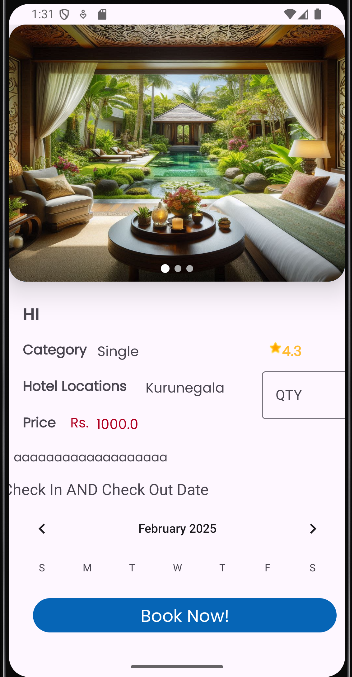 1:31
HI
Category Single 4.3
Hotel Locations Kurunegala
QTY
Price Rs. 1000.0
aaaaaaaaaaaaaaaaaaa
Check In AND Check Out Date
February 2025
S M T W T F S
Book Now!